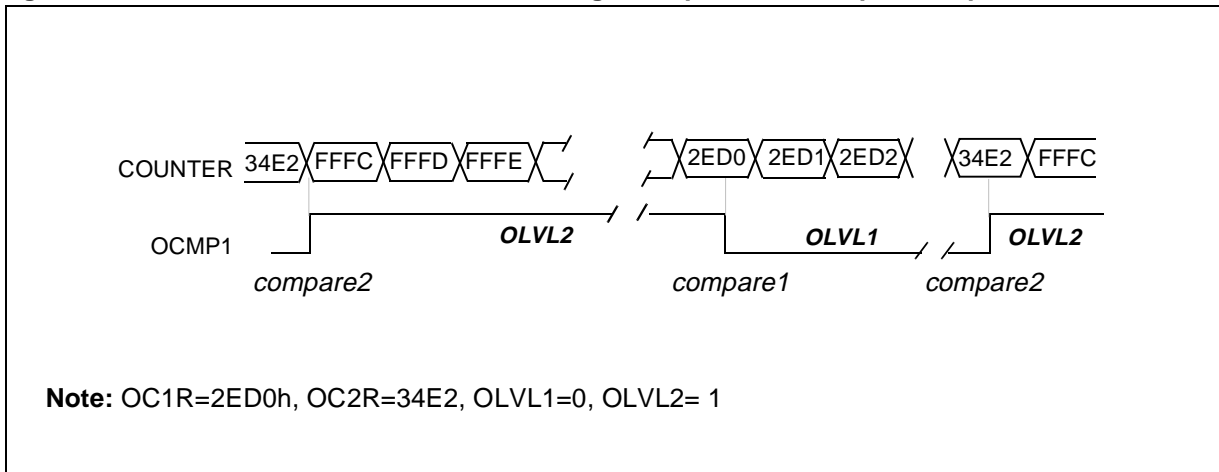 COUNTER 34E2 FFFC FFFD FFFE 2ED0 2ED1 2ED2 34E2 FFFC
OCMP1 OLVL2 OLVL1 OLVL2
compare2 compare1 compare2
Note: OC1R=2ED0h, OC2R=34E2, OLVL1=0, OLVL2= 1